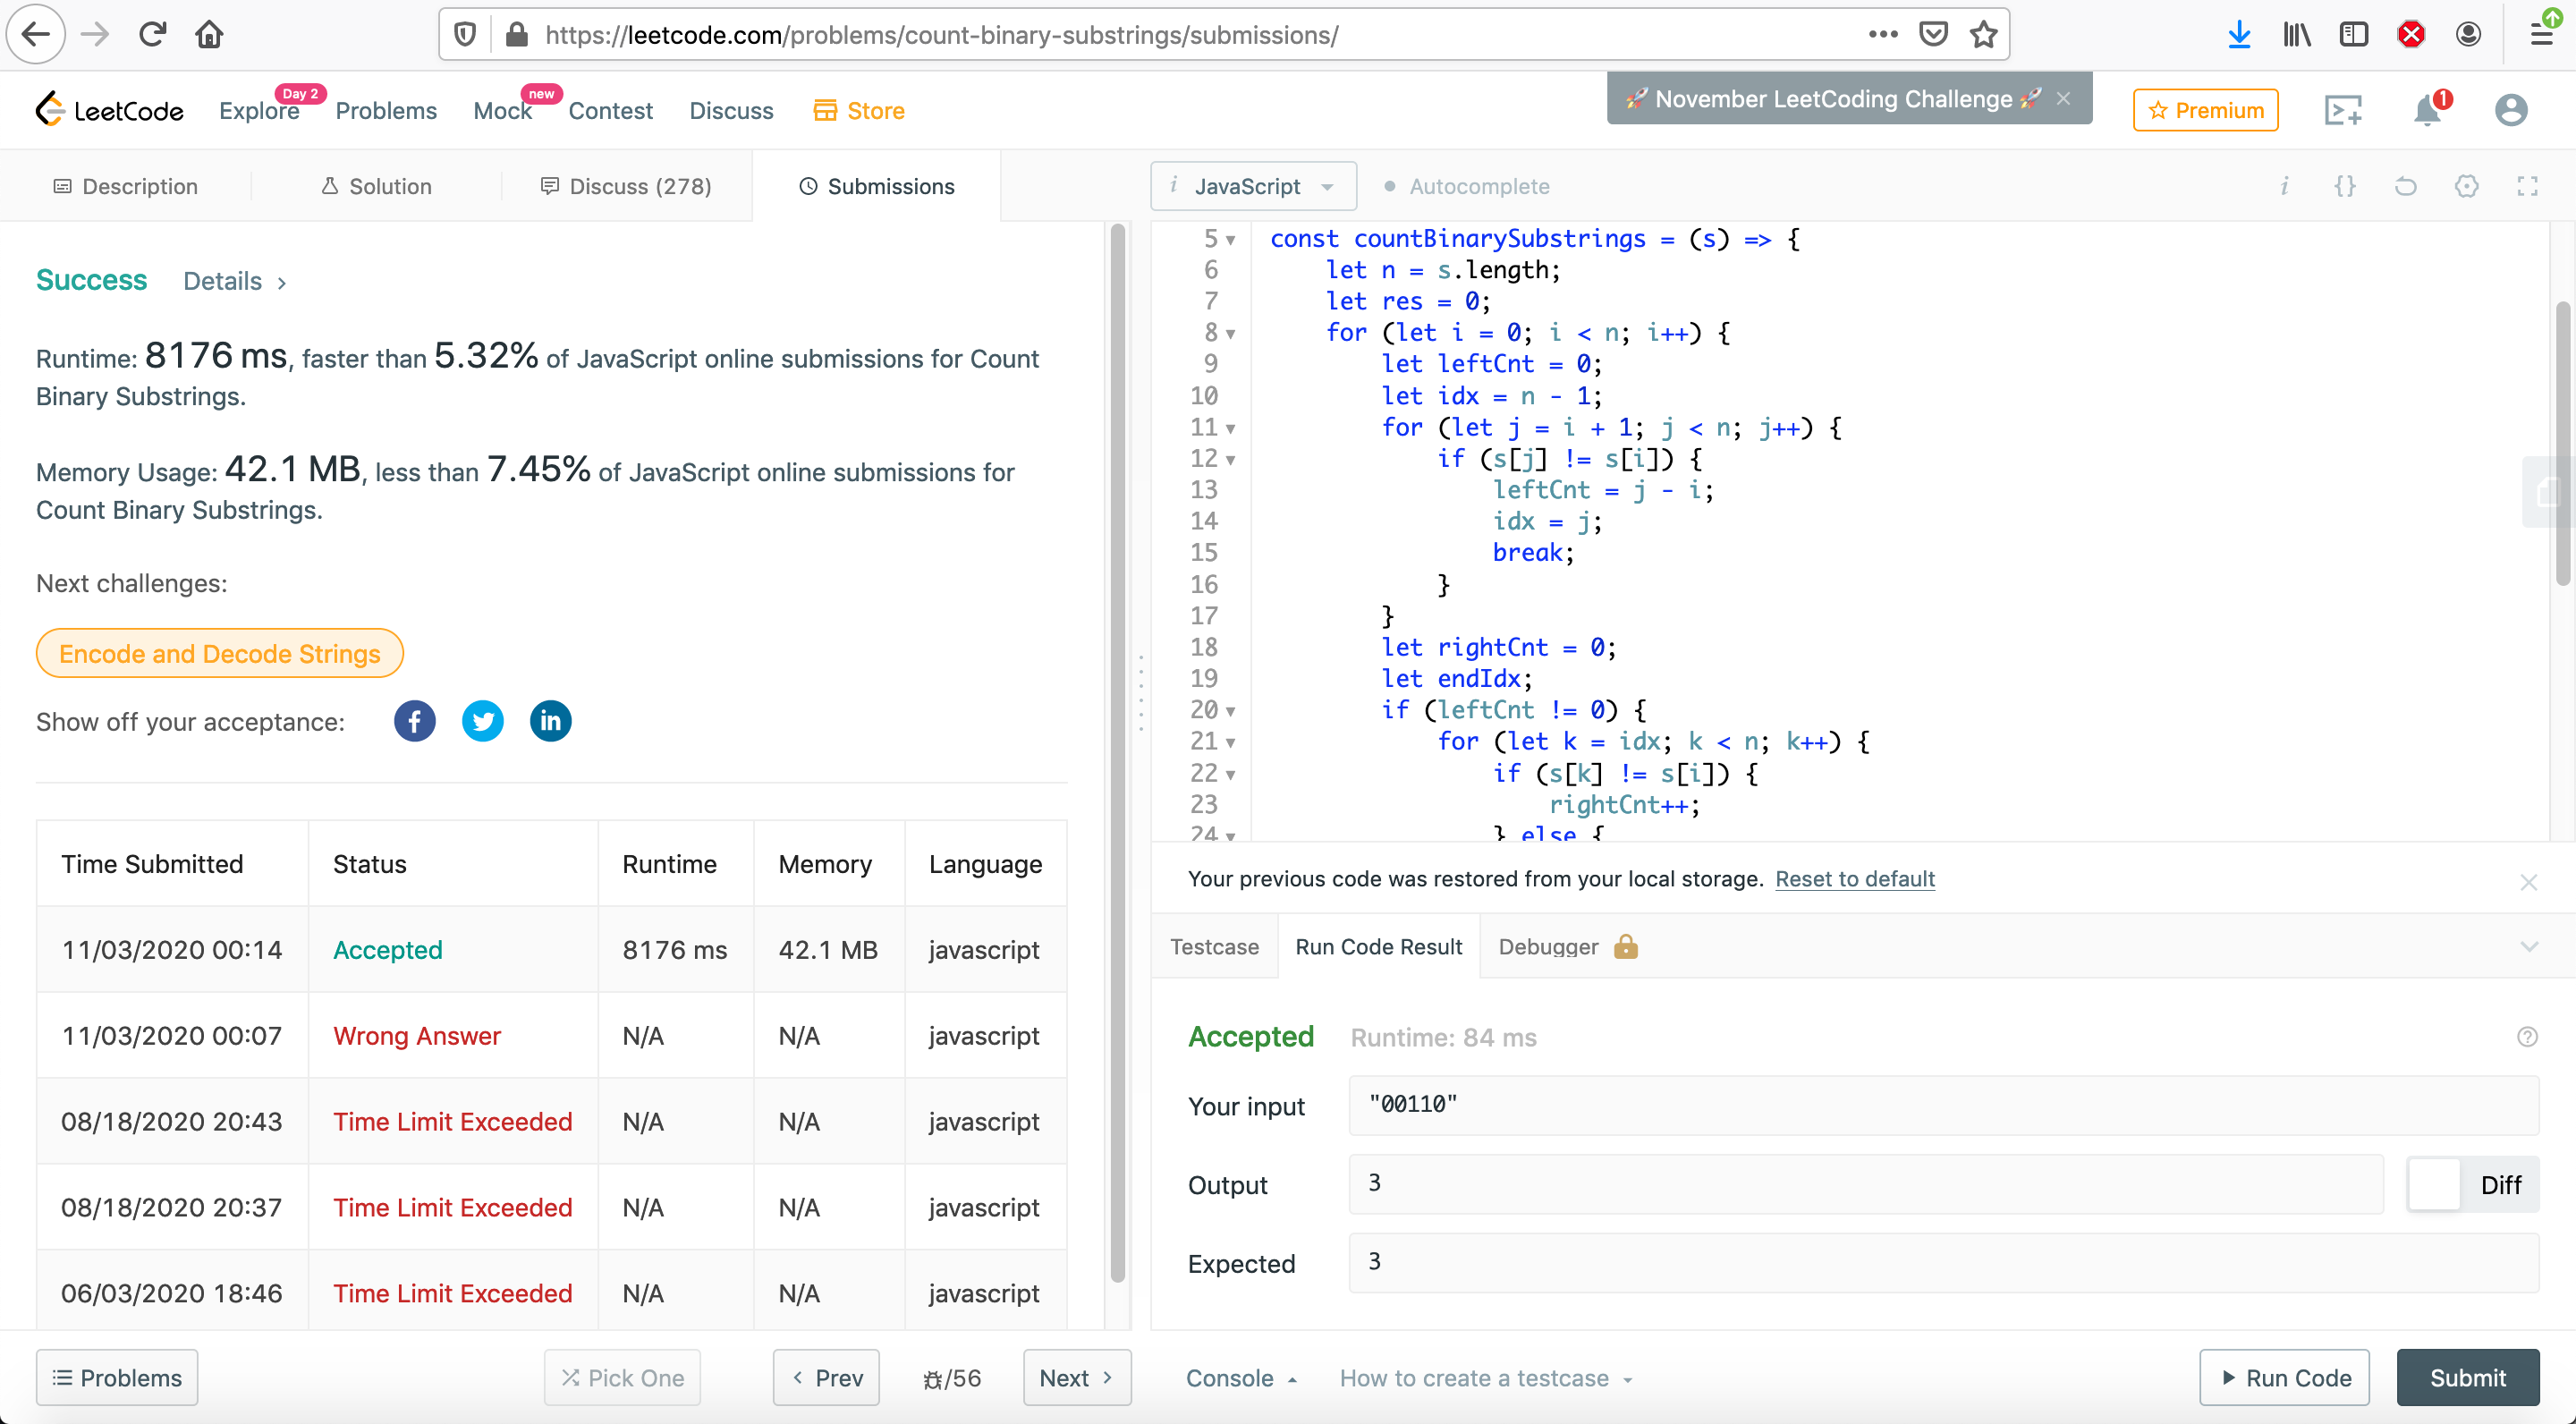 https://leetcode.com/problems/count-binary-substrings/submissions/
LeetCode
Explore
Day 2
Problems
Mock
new
Contest
Discuss
Store
🚀 November LeetCoding Challenge 🚀 ×
Premium
1
Description
Solution
Discuss (278)
Submissions
i JavaScript
Autocomplete
i {}
Success Details >
Runtime: 8176 ms, faster than 5.32% of JavaScript online submissions for Count
Binary Substrings.
Memory Usage: 42.1 MB, less than 7.45% of JavaScript online submissions for
Count Binary Substrings.
Next challenges:
Encode and Decode Strings
Show off your acceptance:
f
in
Time Submitted Status Runtime Memory Language
11/03/2020 00:14 Accepted 8176 ms 42.1 MB javascript
11/03/2020 00:07 Wrong Answer N/A N/A javascript
08/18/2020 20:43 Time Limit Exceeded N/A N/A javascript
08/18/2020 20:37 Time Limit Exceeded N/A N/A javascript
06/03/2020 18:46 Time Limit Exceeded N/A N/A javascript
5 const countBinarySubstrings = (s) => {
6 let n = s.length;
7 let res = 0;
8 for (let i = 0; i < n; i++) {
9 let leftCnt = 0;
10 let idx = n - 1;
11 for (let j = i + 1; j < n; j++) {
12 if (s[j] != s[i]) {
13 leftCnt = j - i;
14 idx = j;
15 break;
16 }
17 }
18 let rightCnt = 0;
19 let endIdx;
20 if (leftCnt != 0) {
21 for (let k = idx; k < n; k++) {
22 if (s[k] != s[i]) {
23 rightCnt++;
24 } else {
Your previous code was restored from your local storage. Reset to default
Testcase Run Code Result Debugger
Accepted Runtime: 84 ms
Your input "00110"
Output 3
Diff
Expected 3
Problems
Pick One
< Prev
/56
Next >
Console
How to create a testcase
Run Code
Submit